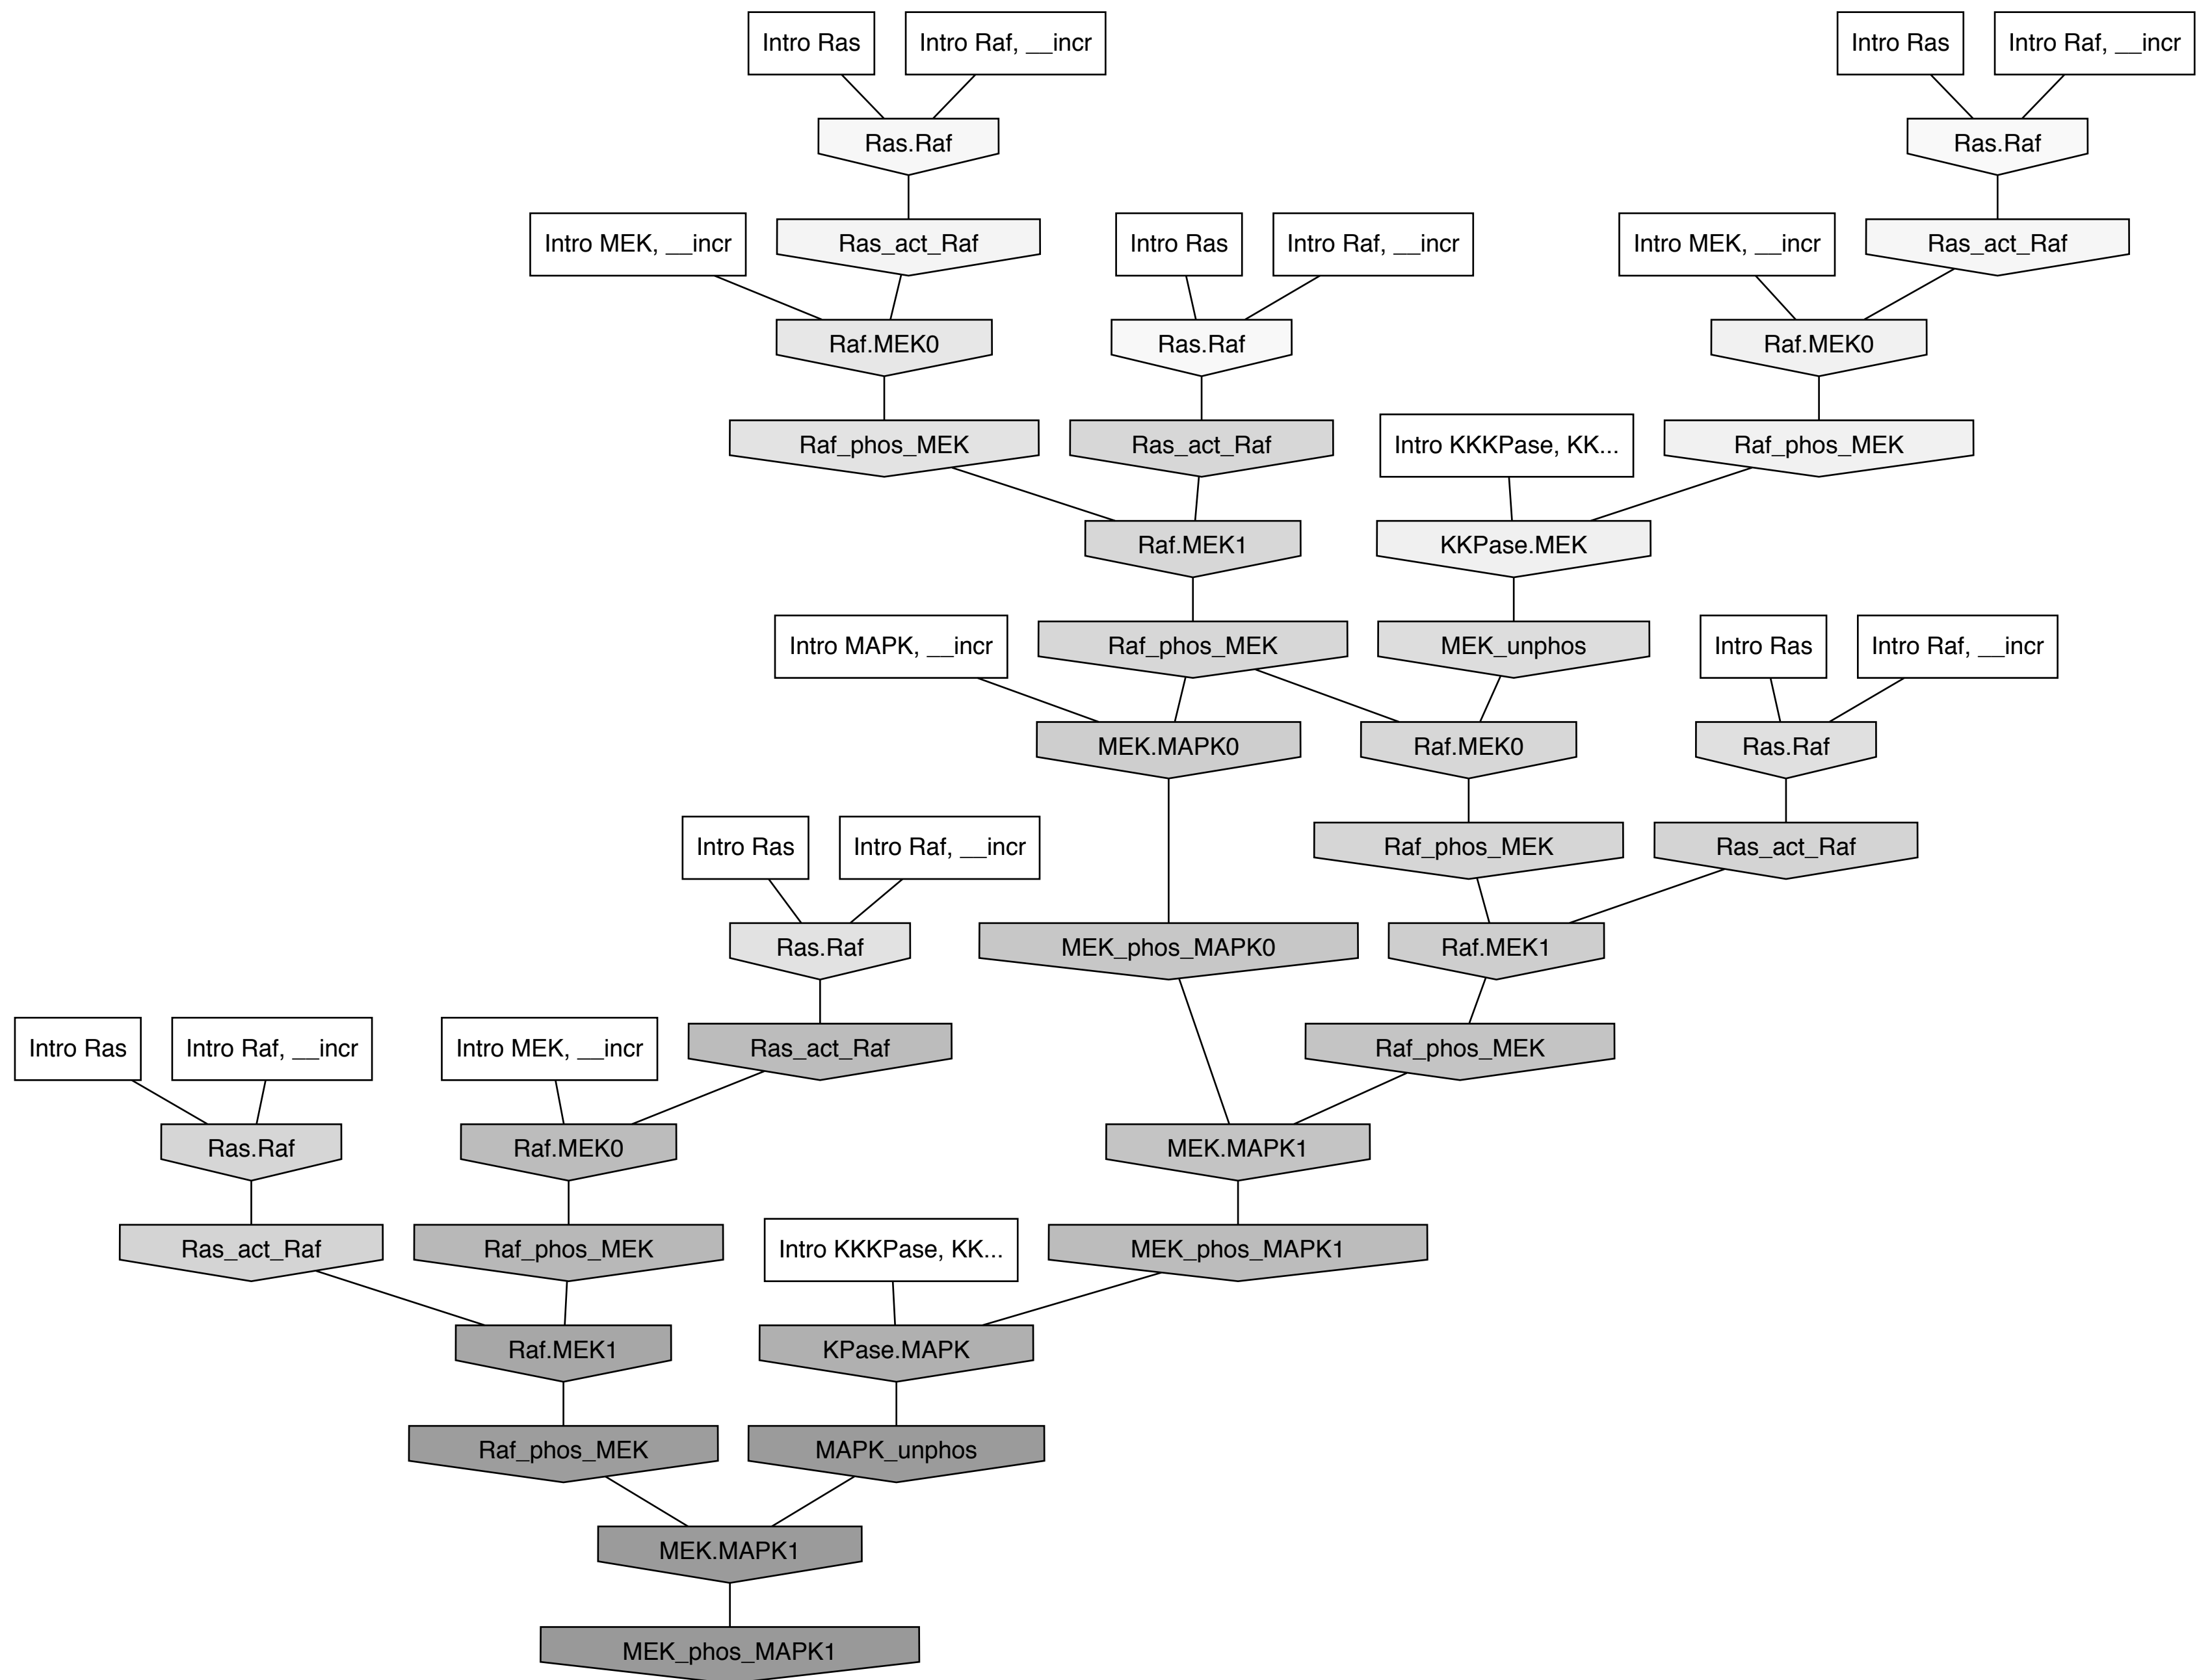 Intro Ras
Intro Raf, __incr
Intro Ras
Intro Raf, __incr
Ras.Raf
Ras.Raf
Intro MEK, __incr
Ras_act_Raf
Intro Ras
Intro Raf, __incr
Intro MEK, __incr
Ras_act_Raf
Raf.MEK0
Ras.Raf
Raf.MEK0
Raf_phos_MEK
Ras_act_Raf
Intro KKKPase, KK...
Raf_phos_MEK
Raf.MEK1
KKPase.MEK
Intro MAPK, __incr
Raf_phos_MEK
MEK_unphos
Intro Ras
Intro Raf, __incr
MEK.MAPK0
Raf.MEK0
Ras.Raf
Intro Ras
Intro Raf, __incr
Raf_phos_MEK
Ras_act_Raf
Ras.Raf
MEK_phos_MAPK0
Raf.MEK1
Intro Ras
Intro Raf, __incr
Intro MEK, __incr
Ras_act_Raf
Raf_phos_MEK
Ras.Raf
Raf.MEK0
MEK.MAPK1
Ras_act_Raf
Raf_phos_MEK
Intro KKKPase, KK...
MEK_phos_MAPK1
Raf.MEK1
KPase.MAPK
Raf_phos_MEK
MAPK_unphos
MEK.MAPK1
MEK_phos_MAPK1